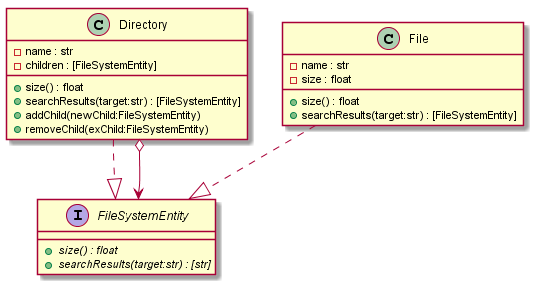 C Directory
name : str
children : [FileSystemEntity]
size() : float
searchResults(target:str) : [FileSystemEntity]
addChild(newChild:FileSystemEntity)
removeChild(exChild:FileSystemEntity)
C File
name : str
size : float
size() : float
searchResults(target:str) : [FileSystemEntity]
I FileSystemEntity
size() : float
searchResults(target:str) : [str]